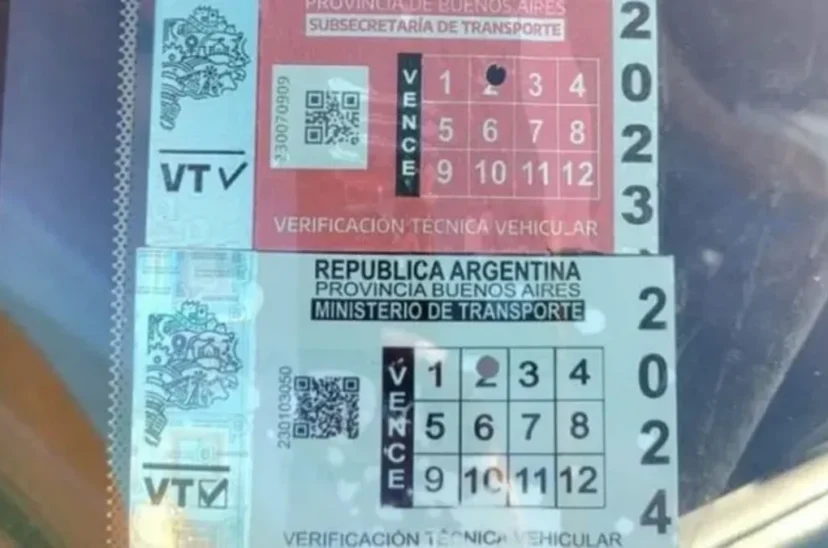 PROVINCIA DE BUENOS AIRES
SUBSECRETARÍA DE TRANSPORTE
2023
230070909
VENCE
1 2 3 4
5 6 7 8
9 10 11 12
VT
VERIFICACIÓN TÉCNICA VEHICULAR
REPUBLICA ARGENTINA
PROVINCIA BUENOS AIRES
MINISTERIO DE TRANSPORTE
2024
230103050
VENCE
1 2 3 4
5 6 7 8
9 10 11 12
VT
VERIFICACIÓN TÉCNICA VEHICULAR